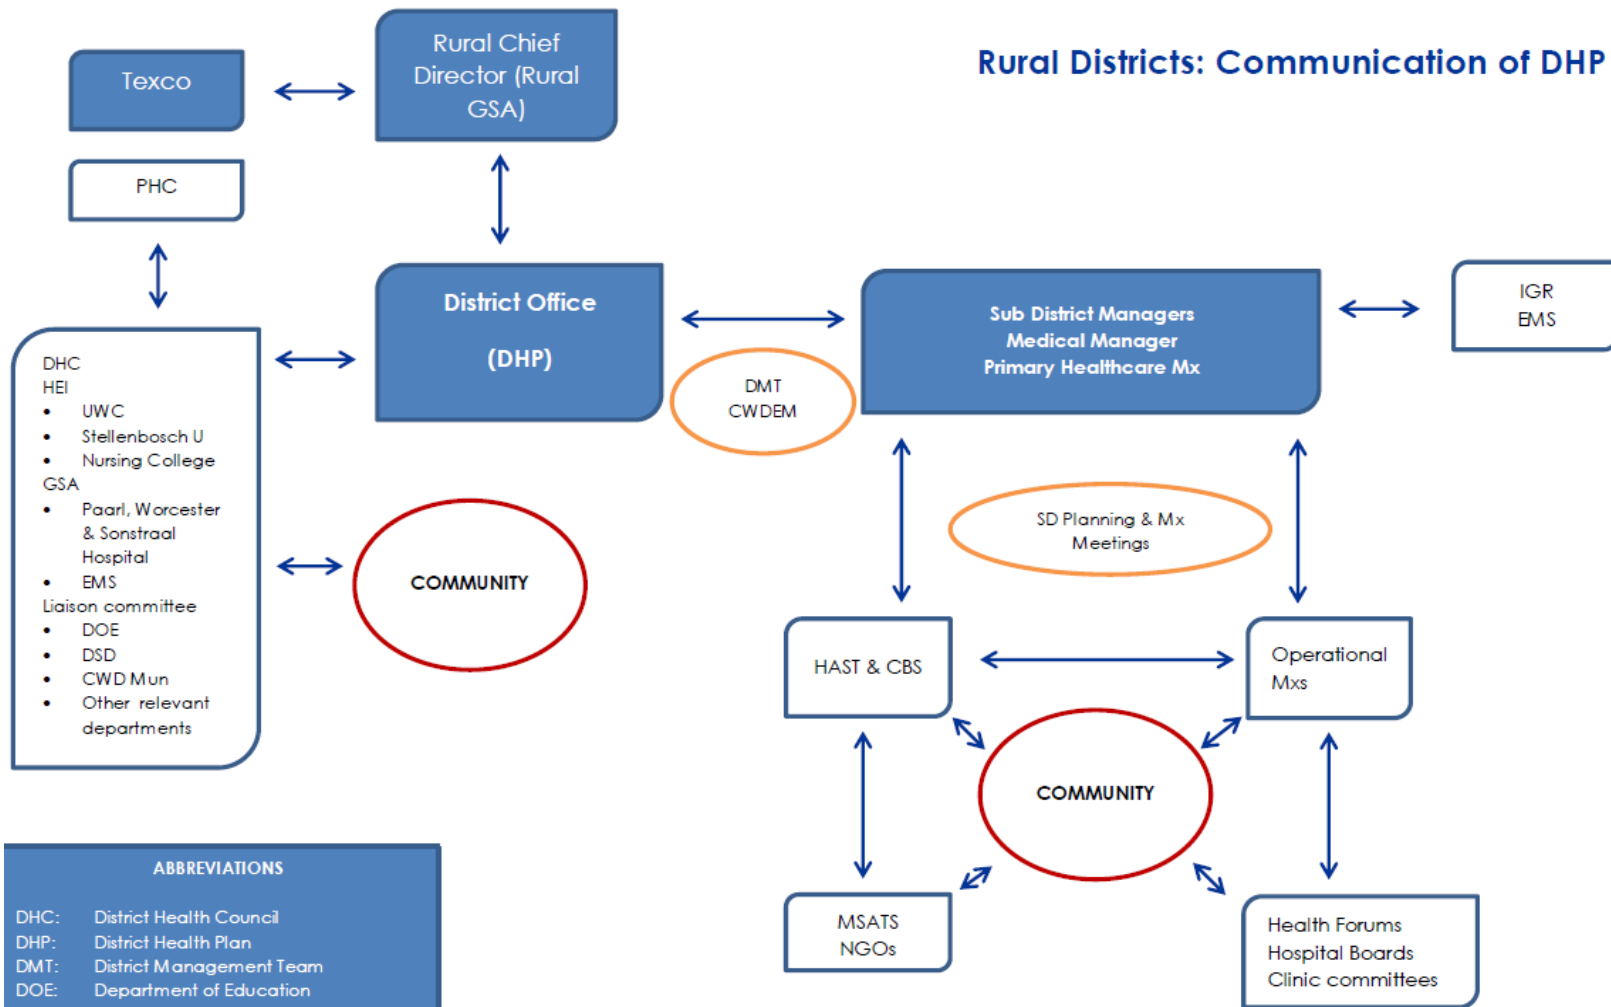 Rural Districts: Communication of DHP
Texco
Rural Chief
Director (Rural
GSA)
PHC
District Office
(DHP)
Sub District Managers
Medical Manager
Primary Healthcare Mx
IGR
EMS
DMT
CWDEM
DHC
HEI
• UWC
• Stellenbosch U
• Nursing College
GSA
• Paarl, Worcester
& Sonstraal
Hospital
• EMS
Liaison committee
• DOE
• DSD
• CWD Mun
• Other relevant
departments
COMMUNITY
SD Planning & Mx
Meetings
HAST & CBS
Operational
Mxs
COMMUNITY
MSATS
NGOs
Health Forums
Hospital Boards
Clinic committees
ABBREVIATIONS
DHC: District Health Council
DHP: District Health Plan
DMT: District Management Team
DOE: Department of Education